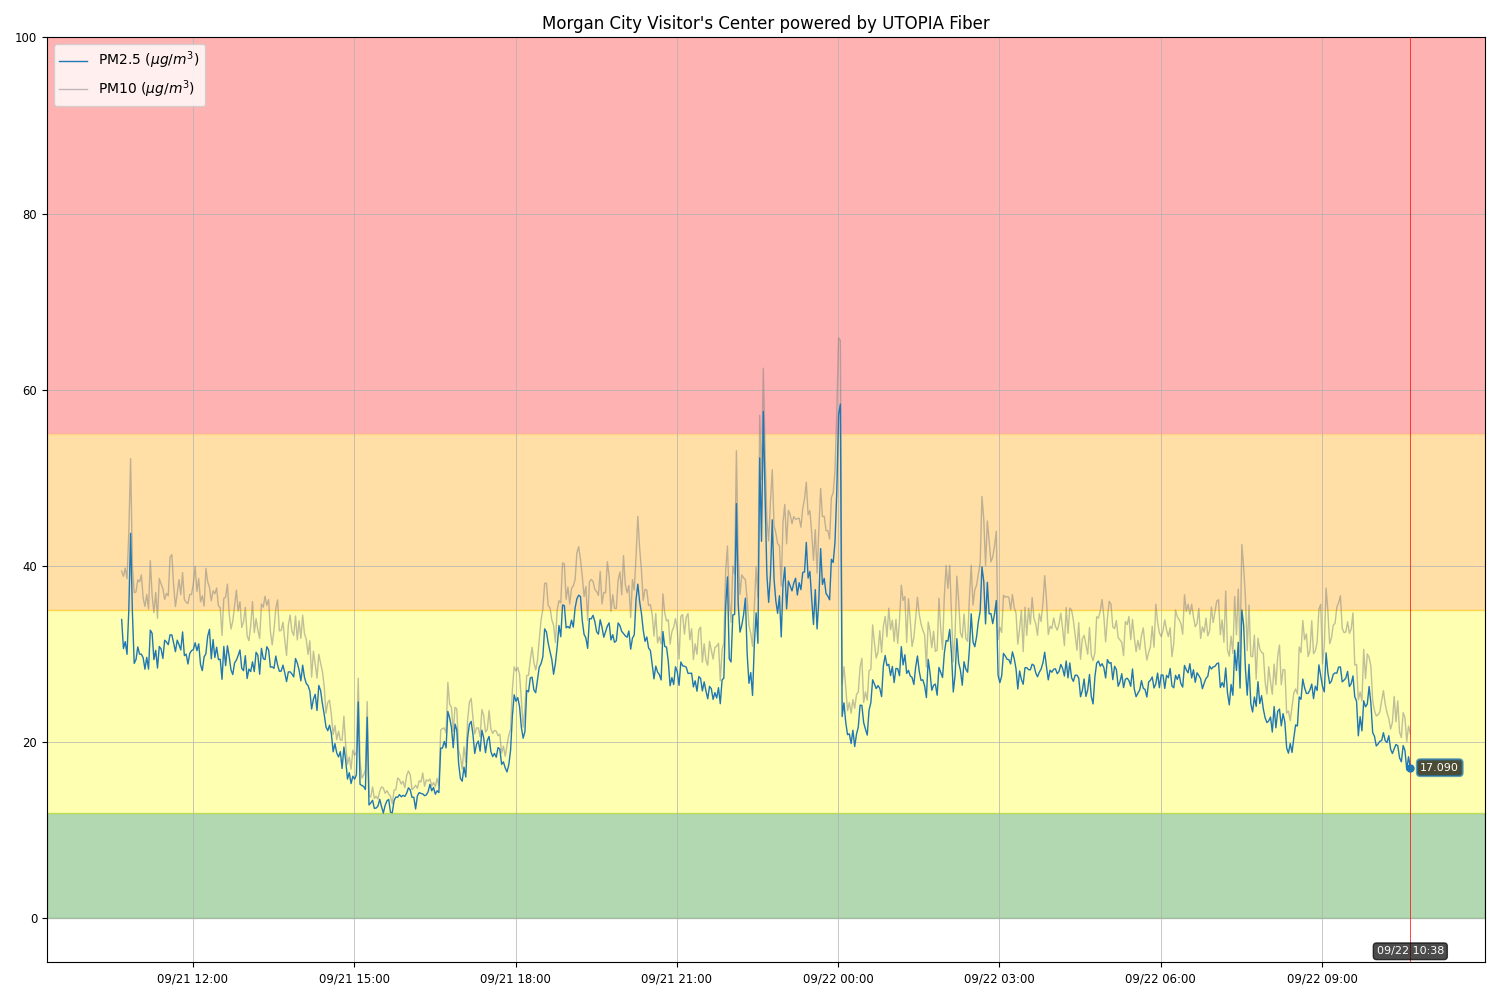 Morgan City Visitor's Center powered by UTOPIA Fiber
100
PM2.5 (μg/m³)
PM10 (μg/m³)
80
60
40
20
17.090
0
09/22 10:38
09/21 12:00 09/21 15:00 09/21 18:00 09/21 21:00 09/22 00:00 09/22 03:00 09/22 06:00 09/22 09:00